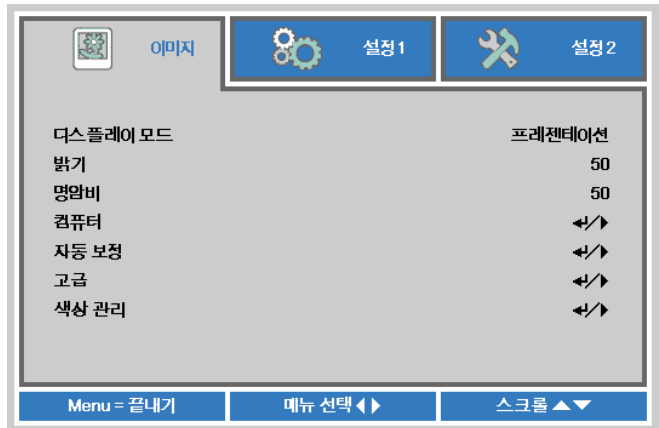 이미지 설정 1 설정 2
디스플레이 모드 프레젠테이션
밝기 50
명암비 50
컴퓨터 ↵/▶
자동 보정 ↵/▶
고급 ↵/▶
색상 관리 ↵/▶
Menu = 끝내기 메뉴 선택 ◀▶ 스크롤 ▲▼